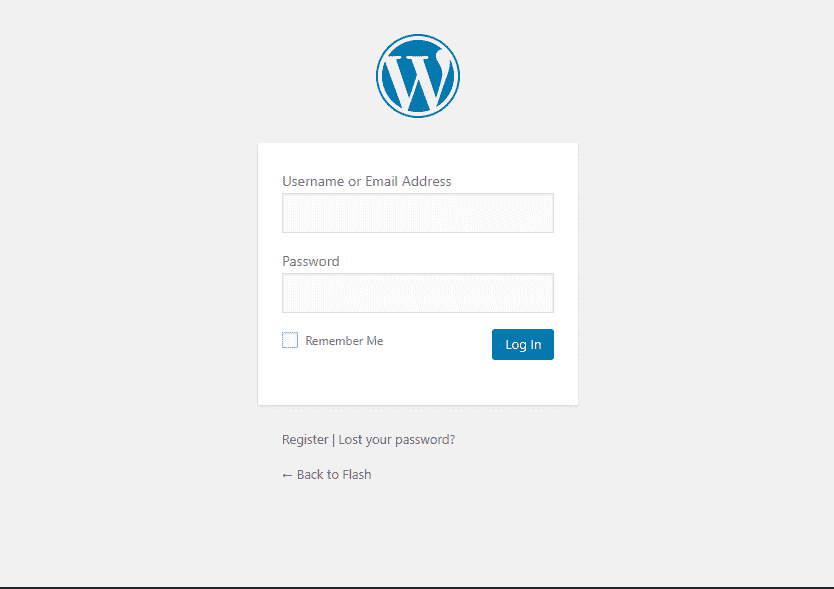 Username or Email Address
Password
Remember Me
Log In
Register | Lost your password?
← Back to Flash